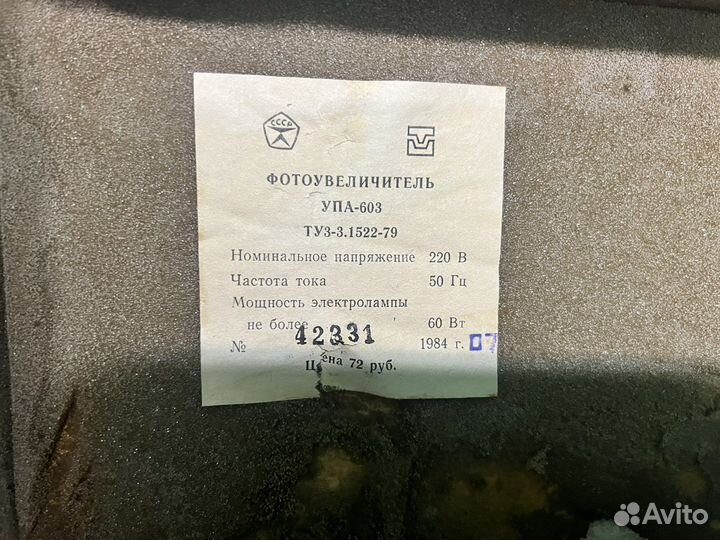 СССР
ФОТОУВЕЛИЧИТЕЛЬ
УПА-603
ТУ3-3.1522-79
Номинальное напряжение 220 В
Частота тока 50 Гц
Мощность электролампы
не более 60 Вт
№ 42331 1984 г. 07
Цена 72 руб.
Avito